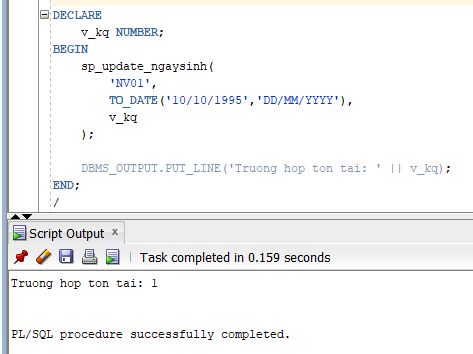 DECLARE
v_kq NUMBER;
BEGIN
sp_update_ngaysinh(
'NV01',
TO_DATE('10/10/1995','DD/MM/YYYY'),
v_kq
);
DBMS_OUTPUT.PUT_LINE('Truong hop ton tai: ' || v_kq);
END;
/
Script Output x
Task completed in 0.159 seconds
Truong hop ton tai: 1
PL/SQL procedure successfully completed.